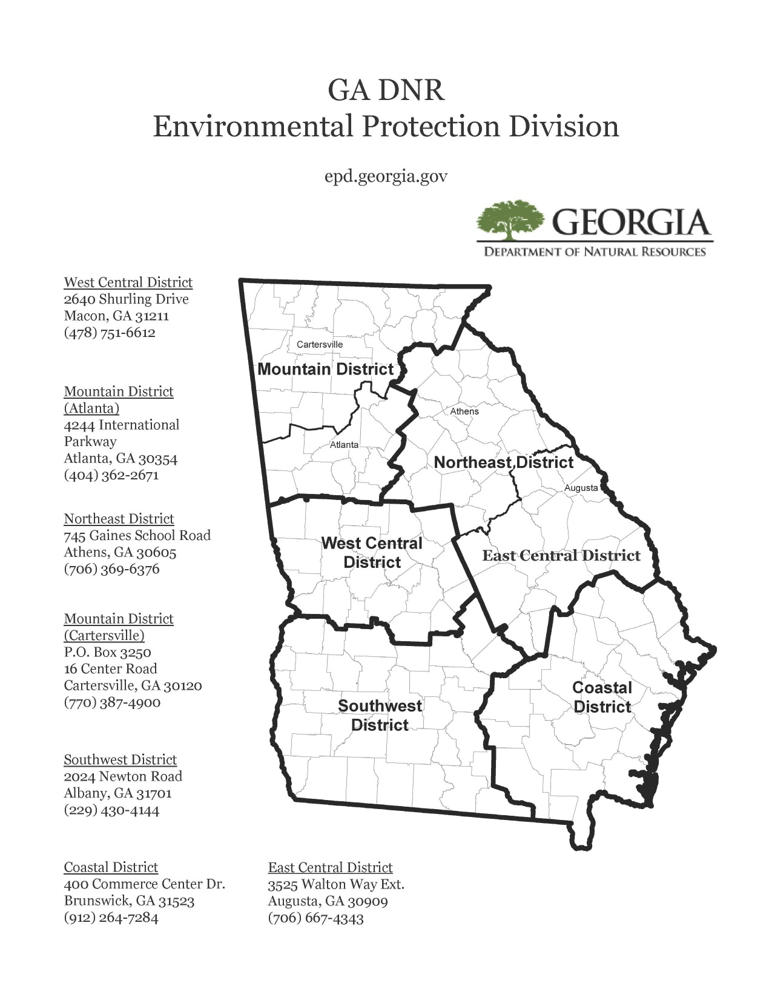 GA DNR
Environmental Protection Division
epd.georgia.gov
GEORGIA
DEPARTMENT OF NATURAL RESOURCES
West Central District
2640 Shurling Drive
Macon, GA 31211
(478) 751-6612
Mountain District
(Atlanta)
4244 International
Parkway
Atlanta, GA 30354
(404) 362-2671
Northeast District
745 Gaines School Road
Athens, GA 30605
(706) 369-6376
Mountain District
(Cartersville)
P.O. Box 3250
16 Center Road
Cartersville, GA 30120
(770) 387-4900
Southwest District
2024 Newton Road
Albany, GA 31701
(229) 430-4144
Coastal District
400 Commerce Center Dr.
Brunswick, GA 31523
(912) 264-7284
East Central District
3525 Walton Way Ext.
Augusta, GA 30909
(706) 667-4343
Cartersville
Mountain District
Athens
Atlanta
Northeast District
Augusta
West Central
District
East Central District
Coastal
District
Southwest
District